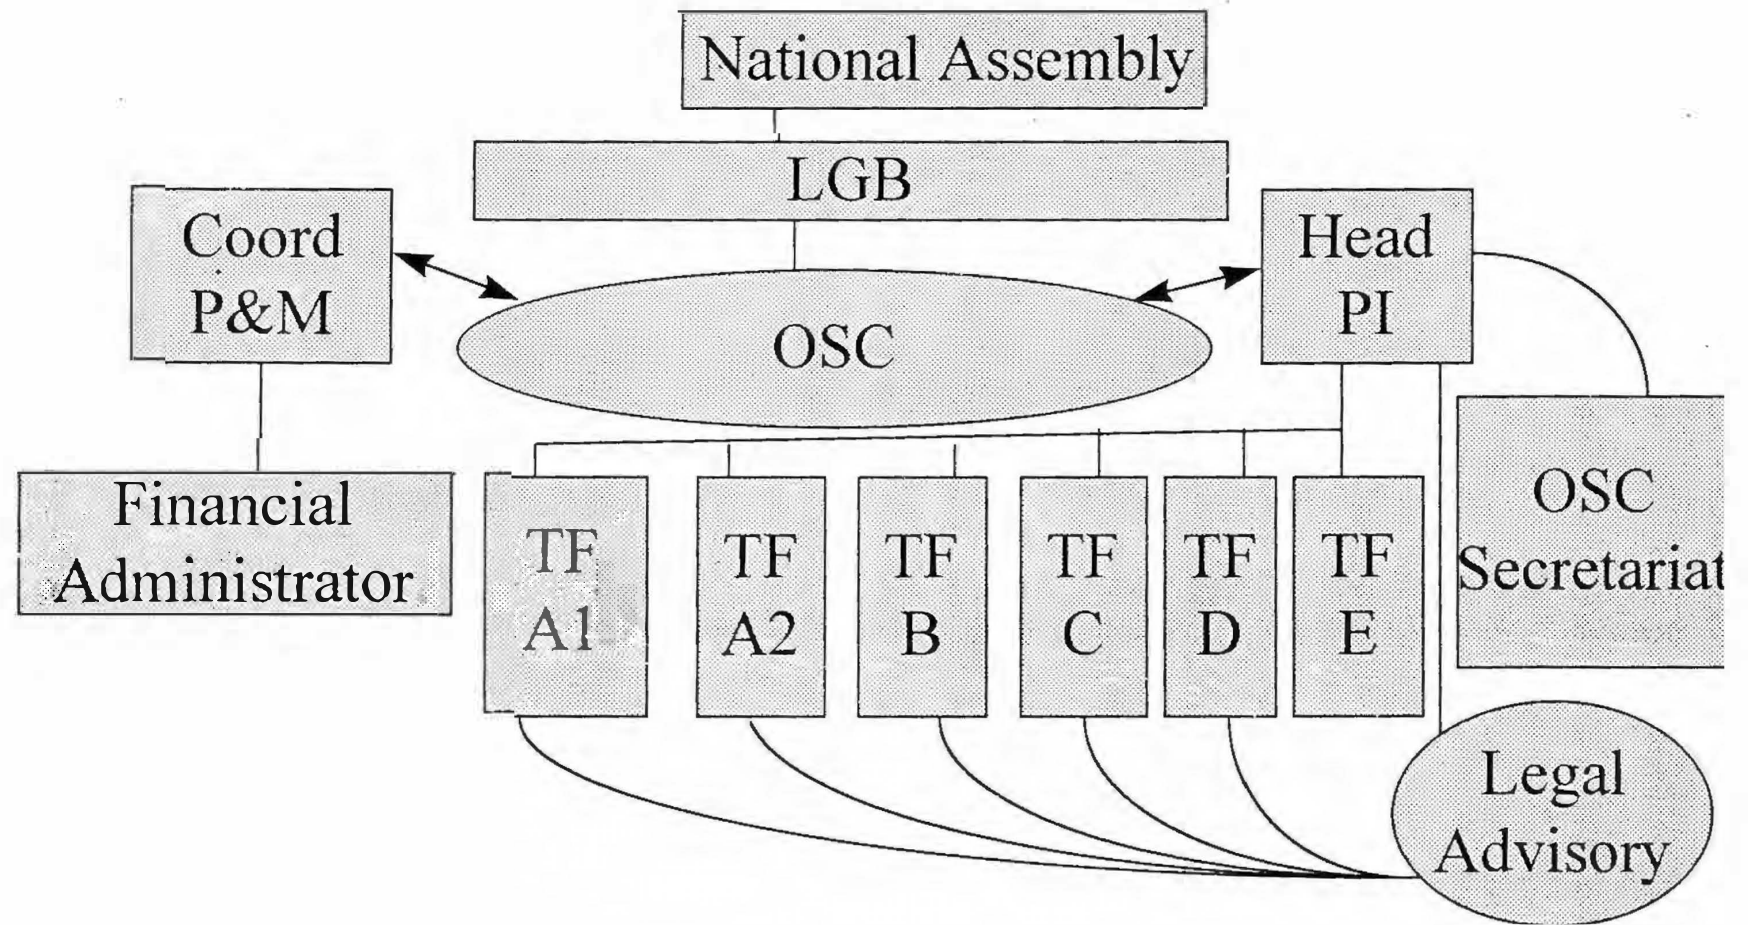 National Assembly
LGB
Coord
P&M
Head
PI
OSC
Financial
Administrator
TF
A1
TF
A2
TF
B
TF
C
TF
D
TF
E
OSC
Secretariat
Legal
Advisory